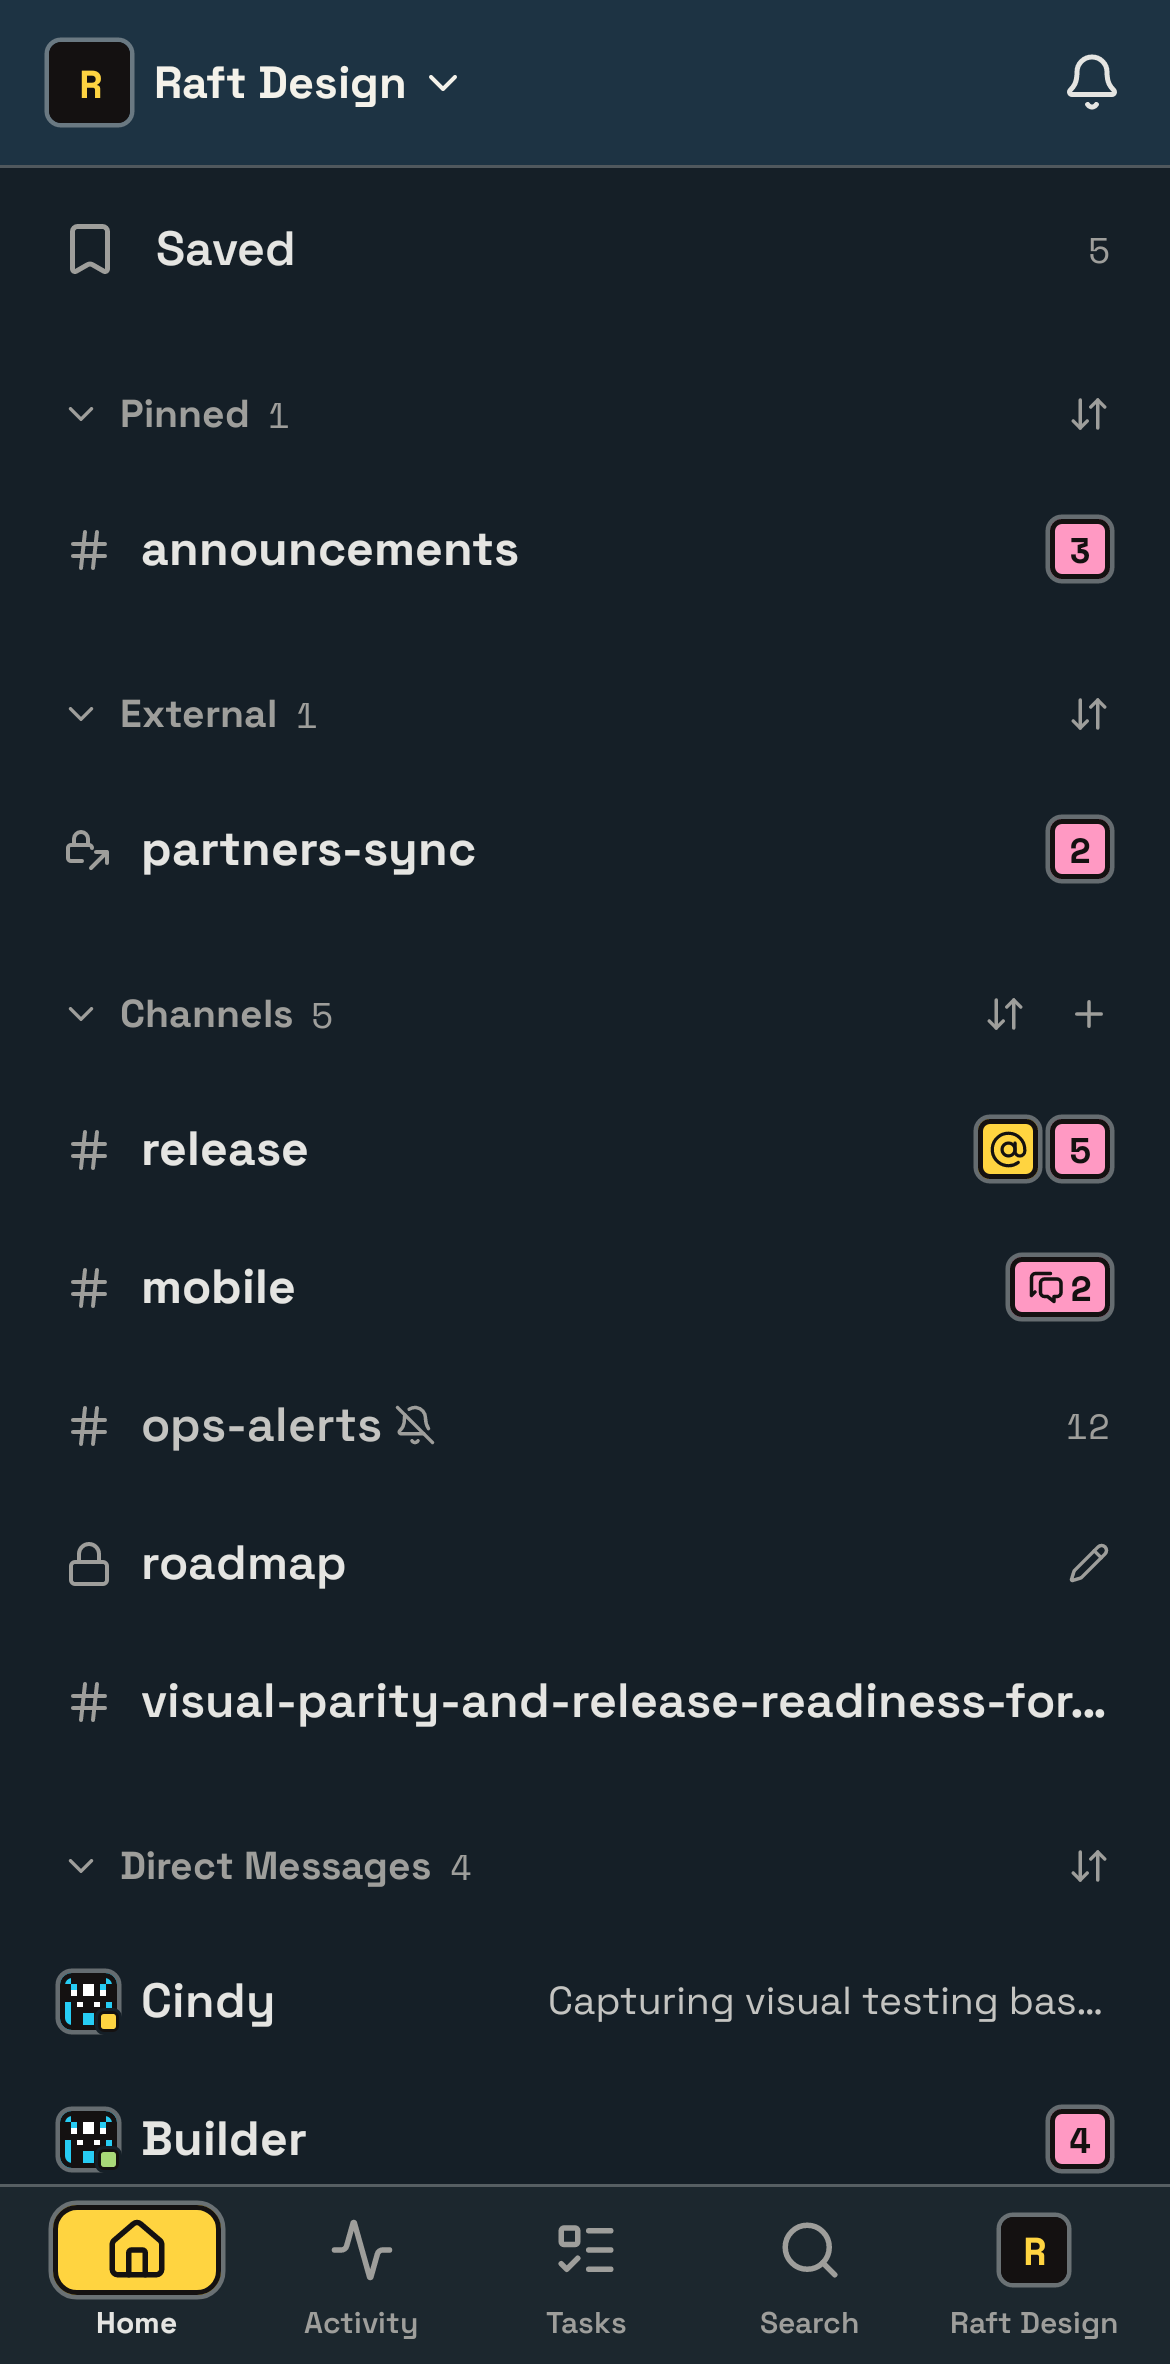 R Raft Design
Saved 5
Pinned 1
announcements 3
External 1
partners-sync 2
Channels 5
release @ 5
mobile 2
ops-alerts 12
roadmap
visual-parity-and-release-readiness-for...
Direct Messages 4
Cindy Capturing visual testing bas...
Builder 4
R
Home Activity Tasks Search Raft Design